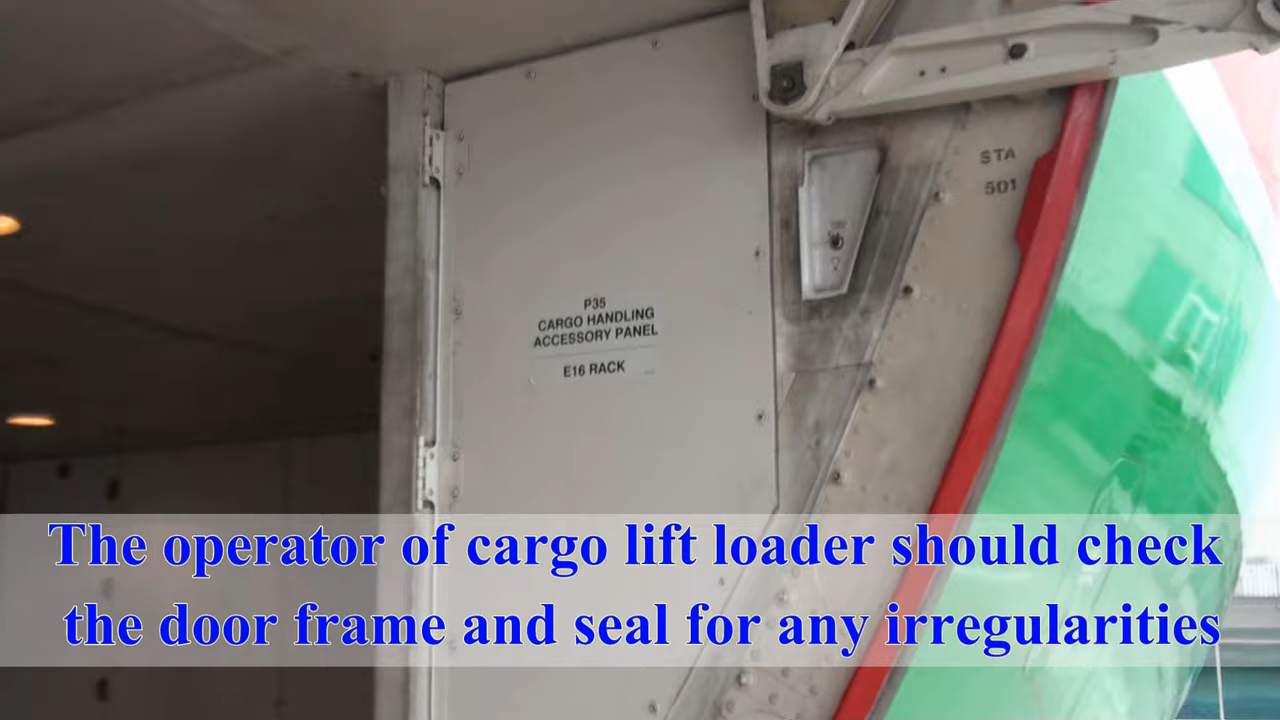 STA
501
P35
CARGO HANDLING
ACCESSORY PANEL
E16 RACK
The operator of cargo lift loader should check
the door frame and seal for any irregularities